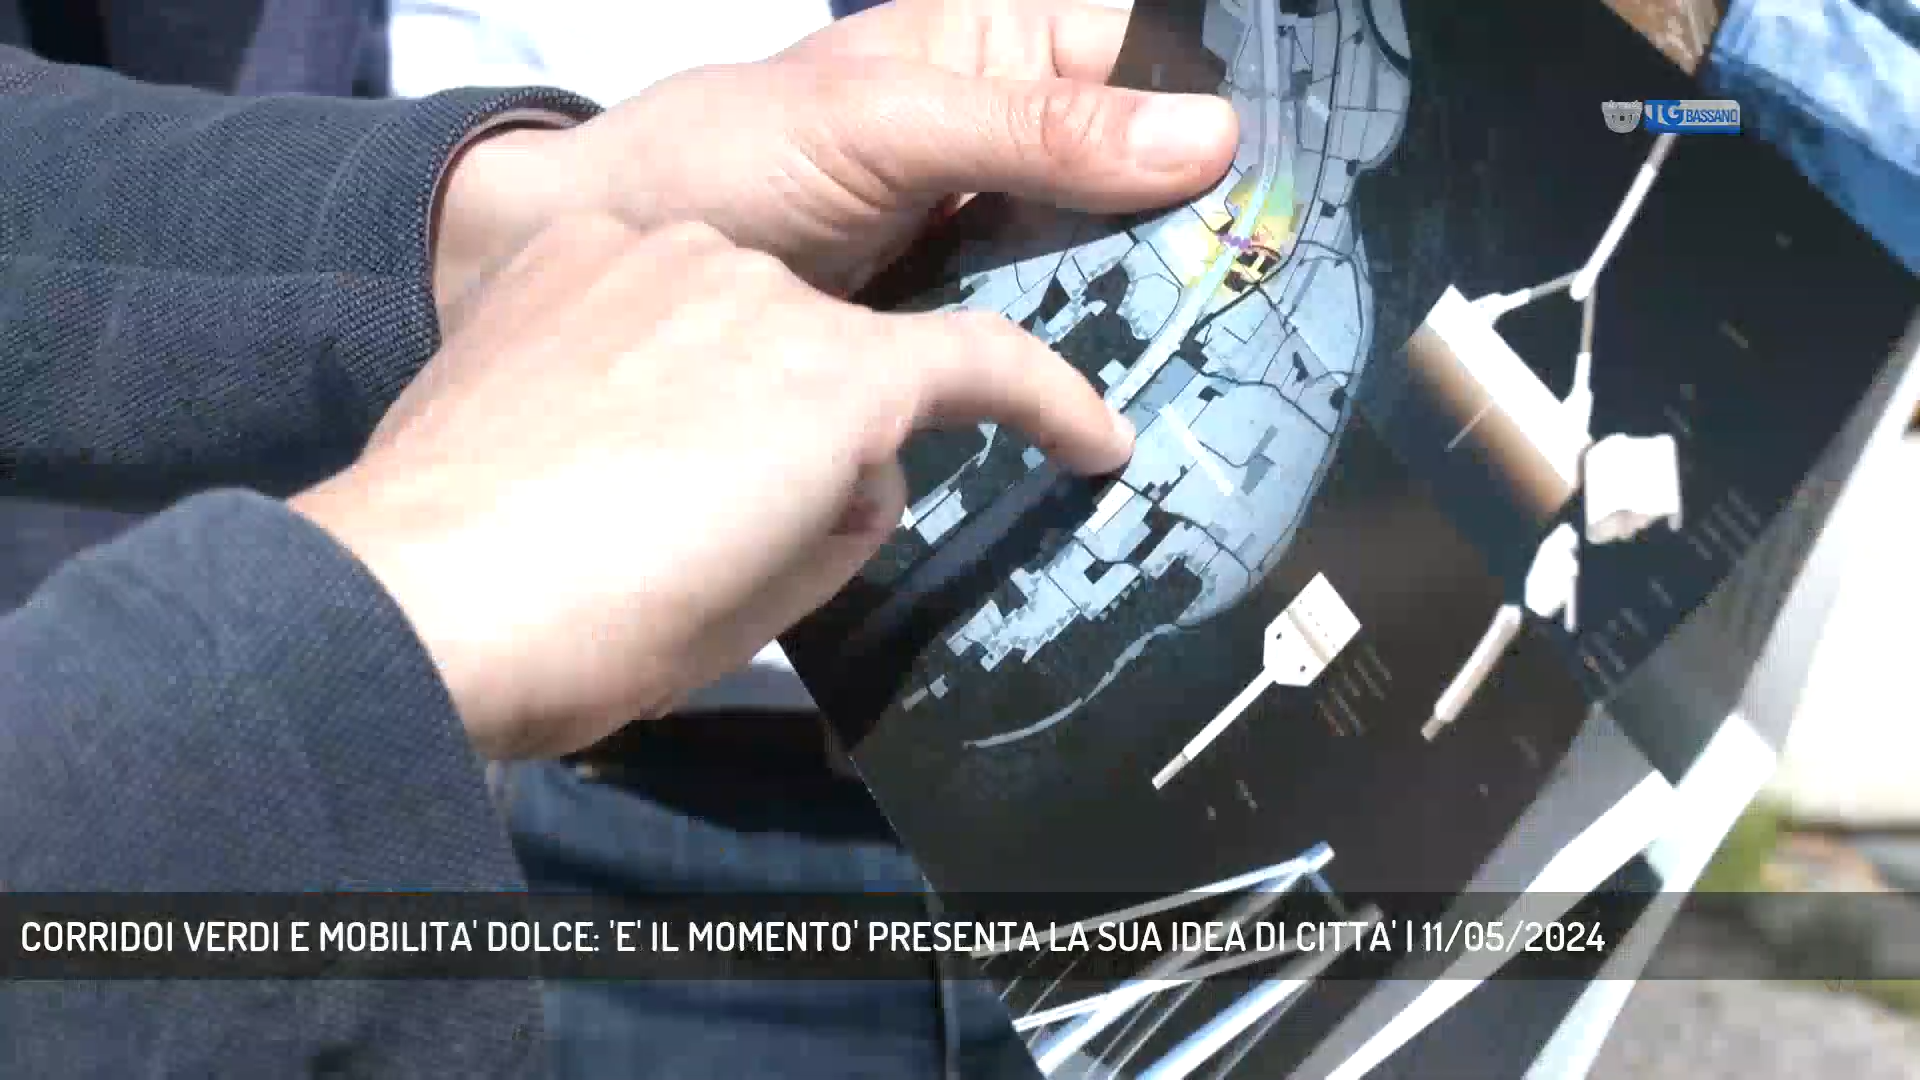 TG
BASSANO
CORRIDOI VERDI E MOBILITA' DOLCE: 'E' IL MOMENTO' PRESENTA LA SUA IDEA DI CITTA' | 11/05/2024